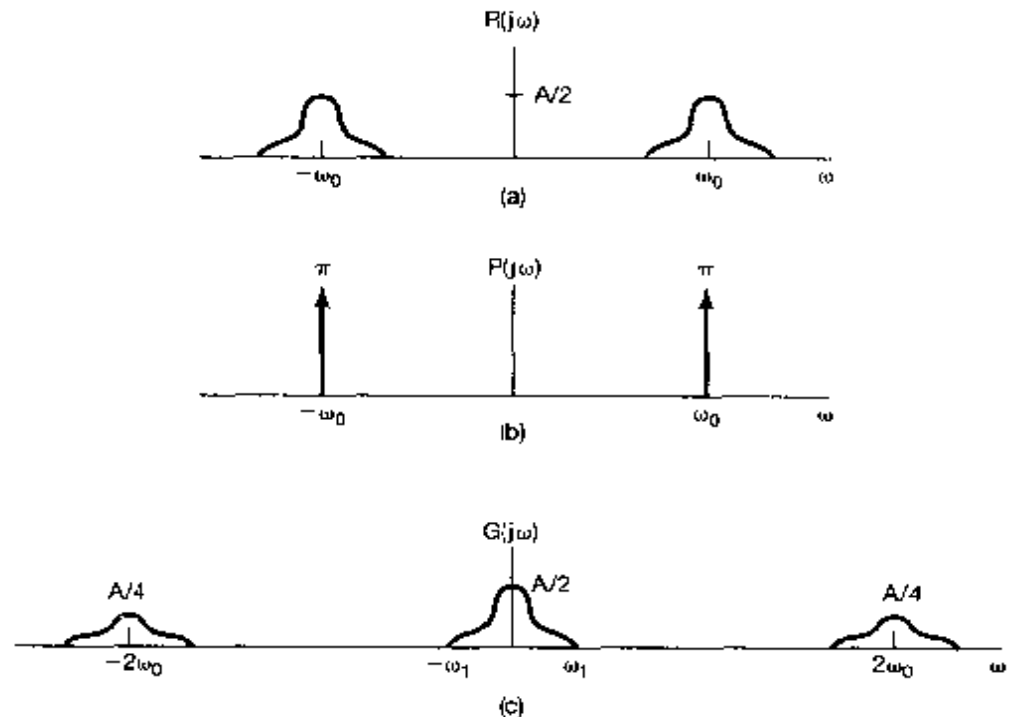 R(jω)
A/2
−ω₀ ω₀ ω
(a)
π P(jω) π
−ω₀ ω₀ ω
(b)
G(jω)
A/4 A/2 A/4
−2ω₀ −ω₁ ω₁ 2ω₀ ω
(c)